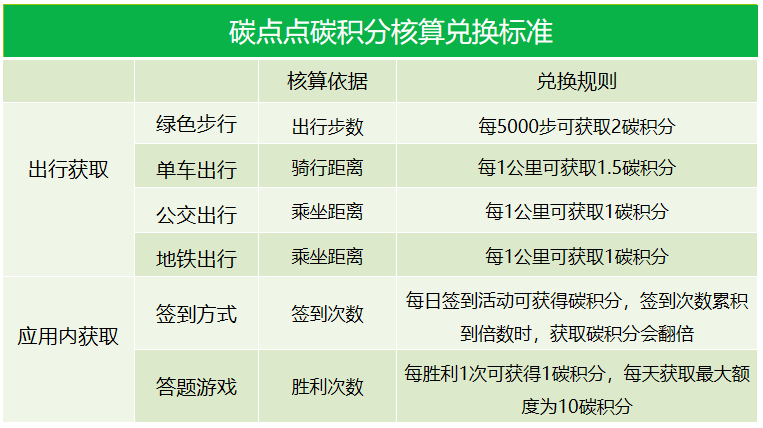 碳点点碳积分核算兑换标准
核算依据 兑换规则
出行获取
绿色步行 出行步数 每5000步可获取2碳积分
单车出行 骑行距离 每1公里可获取1.5碳积分
公交出行 乘坐距离 每1公里可获取1碳积分
地铁出行 乘坐距离 每1公里可获取1碳积分
应用内获取
签到方式 签到次数 每日签到活动可获得碳积分，签到次数累积
到倍数时，获取碳积分会翻倍
答题游戏 胜利次数 每胜利1次可获得1碳积分，每天获取最大额
度为10碳积分